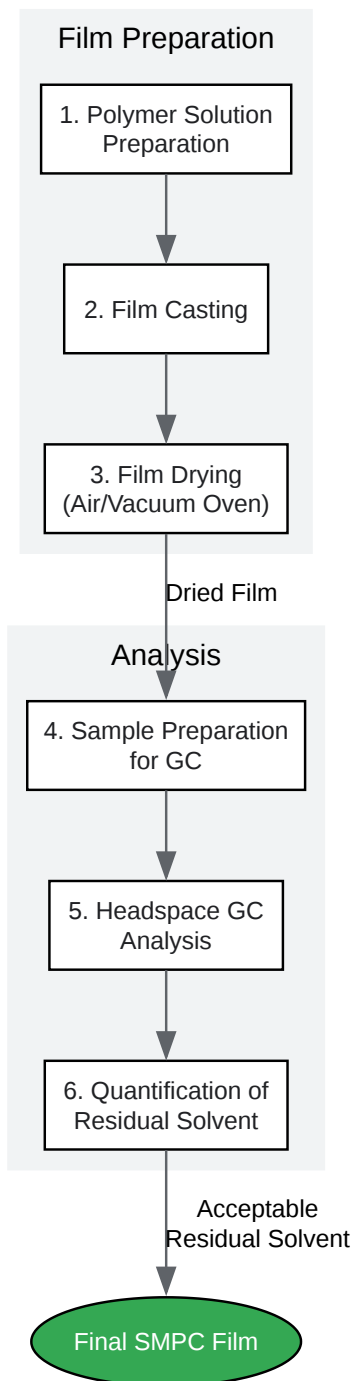 Film Preparation
1. Polymer Solution
Preparation
2. Film Casting
3. Film Drying
(Air/Vacuum Oven)
Dried Film
Analysis
4. Sample Preparation
for GC
5. Headspace GC
Analysis
6. Quantification of
Residual Solvent
Acceptable
Residual Solvent
Final SMPC Film